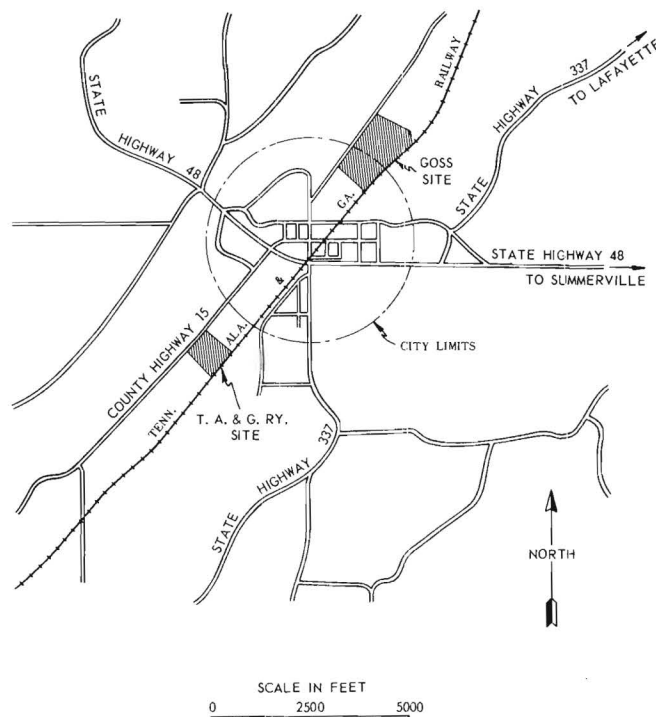 STATE
HIGHWAY 48
RAILWAY
GA.
&
ALA.
TENN.
STATE
HIGHWAY
337
TO LAFAYETTE
GOSS
SITE
STATE HIGHWAY 48
TO SUMMERVILLE
CITY LIMITS
COUNTY HIGHWAY 15
T. A. & G. RY.
SITE
STATE
HIGHWAY
337
NORTH
SCALE IN FEET
0 2500 5000